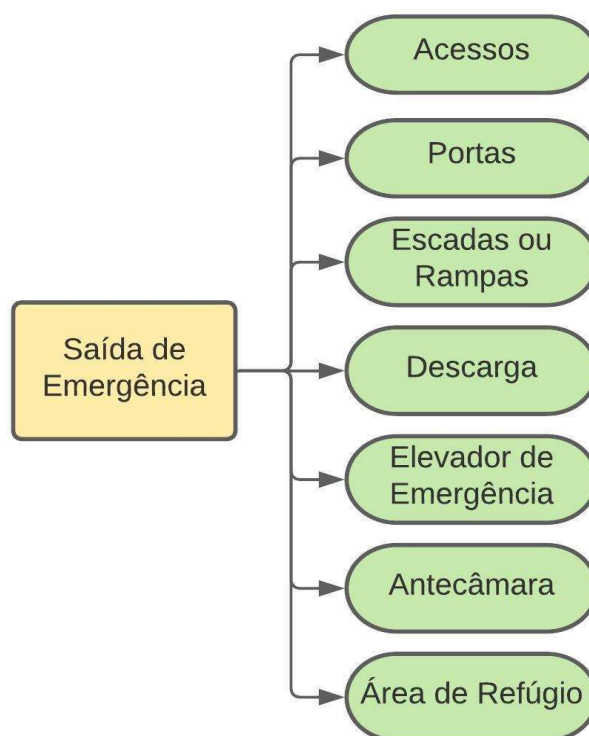 Acessos
Portas
Escadas ou
Rampas
Saída de
Emergência
Descarga
Elevador de
Emergência
Antecâmara
Área de Refúgio